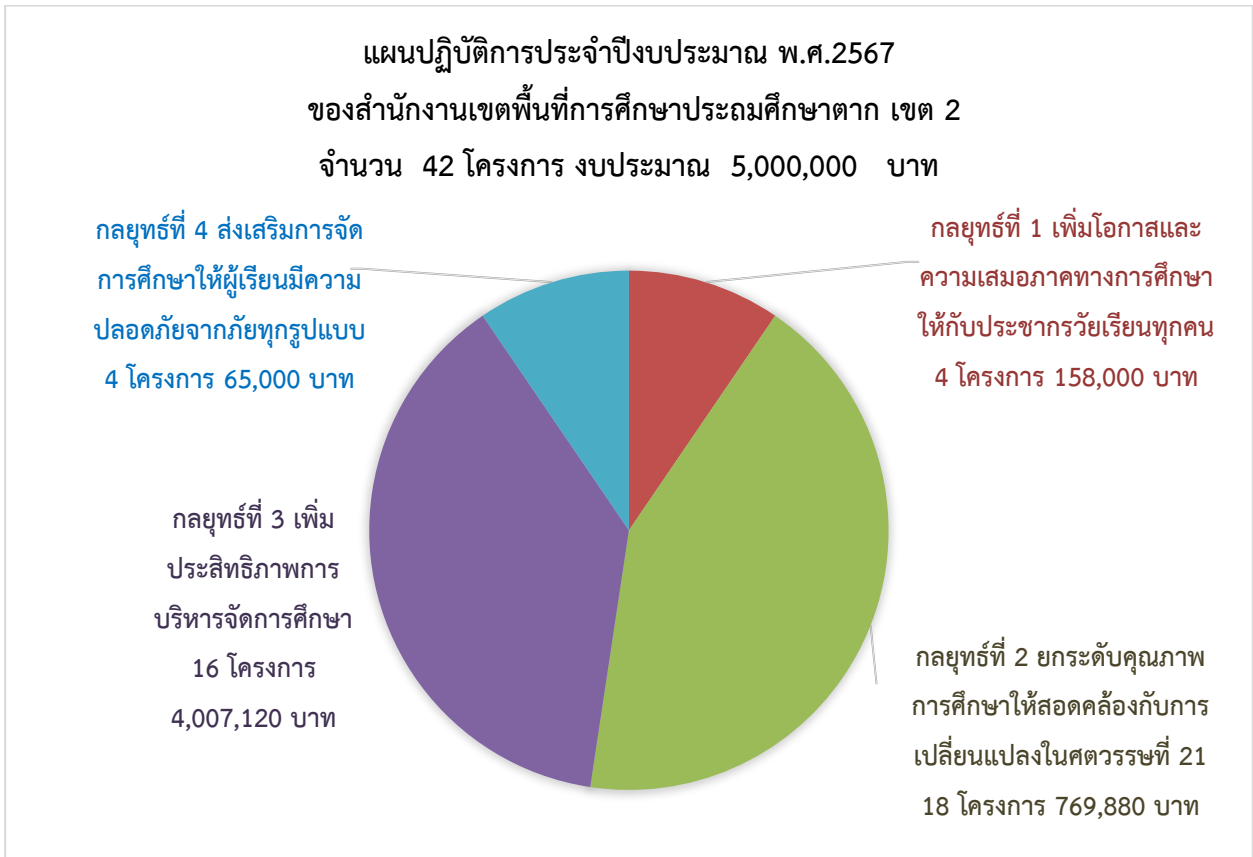 แผนปฏิบัติการประจำปีงบประมาณ พ.ศ.2567
ของสำนักงานเขตพื้นที่การศึกษาประถมศึกษาตาก เขต 2
จำนวน 42 โครงการ งบประมาณ 5,000,000 บาท
กลยุทธ์ที่ 4 ส่งเสริมการจัด
การศึกษาให้ผู้เรียนมีความ
ปลอดภัยจากภัยทุกรูปแบบ
4 โครงการ 65,000 บาท
กลยุทธ์ที่ 1 เพิ่มโอกาสและ
ความเสมอภาคทางการศึกษา
ให้กับประชากรวัยเรียนทุกคน
4 โครงการ 158,000 บาท
กลยุทธ์ที่ 3 เพิ่ม
ประสิทธิภาพการ
บริหารจัดการศึกษา
16 โครงการ
4,007,120 บาท
กลยุทธ์ที่ 2 ยกระดับคุณภาพ
การศึกษาให้สอดคล้องกับการ
เปลี่ยนแปลงในศตวรรษที่ 21
18 โครงการ 769,880 บาท